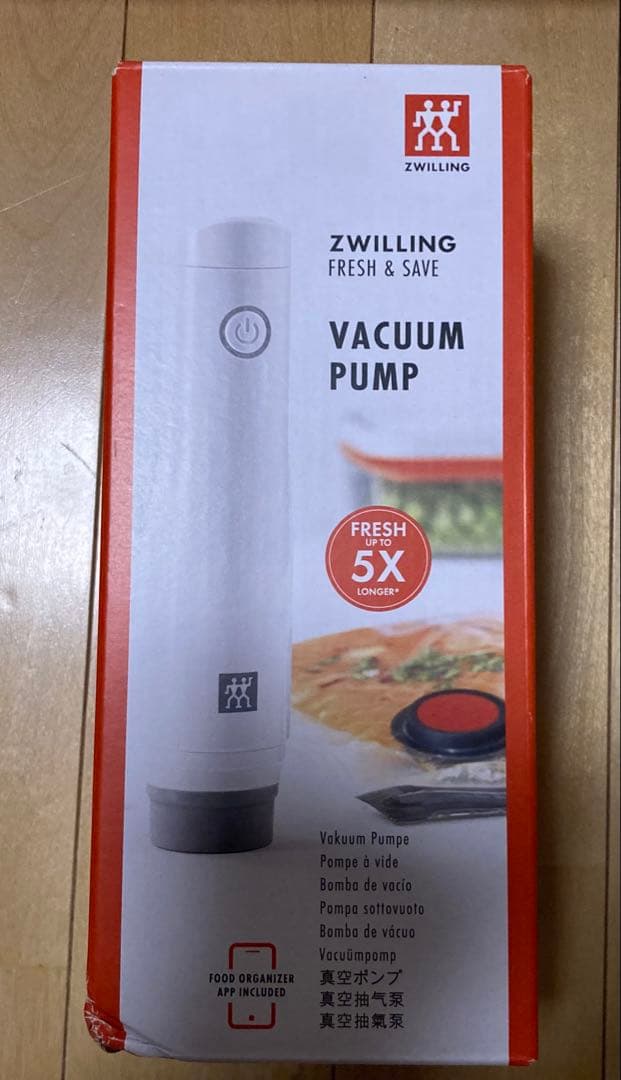 ZWILLING
ZWILLING
FRESH & SAVE
VACUUM
PUMP
FRESH
UP TO
5X
LONGER*
Vakuum Pumpe
Pompe à vide
Bomba de vacío
Pompa sottovuoto
Bomba de vácuo
Vacuümpomp
真空ポンプ
真空抽气泵
真空抽氣泵
FOOD ORGANIZER
APP INCLUDED